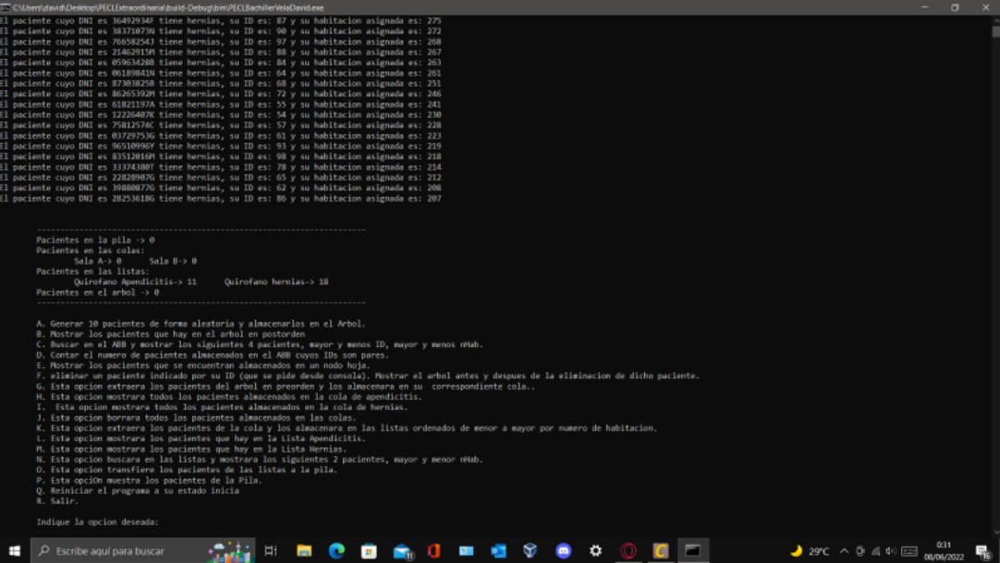 C:\Users\david\Desktop\PECLExtraordinaria\build-Debug\bin\PECLBachillerVelaDavid.exe
El paciente cuyo DNI es 36492934F tiene hernias, su ID es: 87 y su habitacion asignada es: 275
El paciente cuyo DNI es 38371073N tiene hernias, su ID es: 90 y su habitacion asignada es: 272
El paciente cuyo DNI es 76658254J tiene hernias, su ID es: 97 y su habitacion asignada es: 268
El paciente cuyo DNI es 21462915M tiene hernias, su ID es: 88 y su habitacion asignada es: 267
El paciente cuyo DNI es 05963428B tiene hernias, su ID es: 84 y su habitacion asignada es: 263
El paciente cuyo DNI es 06189841N tiene hernias, su ID es: 64 y su habitacion asignada es: 261
El paciente cuyo DNI es 87303825B tiene hernias, su ID es: 68 y su habitacion asignada es: 251
El paciente cuyo DNI es 86265392M tiene hernias, su ID es: 72 y su habitacion asignada es: 246
El paciente cuyo DNI es 61821197A tiene hernias, su ID es: 55 y su habitacion asignada es: 241
El paciente cuyo DNI es 12226407K tiene hernias, su ID es: 54 y su habitacion asignada es: 230
El paciente cuyo DNI es 75812574C tiene hernias, su ID es: 57 y su habitacion asignada es: 228
El paciente cuyo DNI es 03729753G tiene hernias, su ID es: 61 y su habitacion asignada es: 223
El paciente cuyo DNI es 96510996Y tiene hernias, su ID es: 93 y su habitacion asignada es: 219
El paciente cuyo DNI es 83512016M tiene hernias, su ID es: 98 y su habitacion asignada es: 218
El paciente cuyo DNI es 33374380T tiene hernias, su ID es: 78 y su habitacion asignada es: 214
El paciente cuyo DNI es 22828907G tiene hernias, su ID es: 65 y su habitacion asignada es: 212
El paciente cuyo DNI es 39880877G tiene hernias, su ID es: 62 y su habitacion asignada es: 208
El paciente cuyo DNI es 28253618G tiene hernias, su ID es: 86 y su habitacion asignada es: 207
----------------------------------------------------------------------
Pacientes en la pila -> 0
Pacientes en las colas:
Sala A-> 0 Sala B-> 0
Pacientes en las listas:
Quirofano Apendicitis-> 11 Quirofano hernias-> 18
Pacientes en el arbol -> 0
----------------------------------------------------------------------
A. Generar 10 pacientes de forma aleatoria y almacenarlos en el Arbol.
B. Mostrar los pacientes que hay en el arbol en postorden
C. Buscar en el ABB y mostrar los siguientes 4 pacientes, mayor y menos ID, mayor y menos nHab.
D. Contar el numero de pacientes almacenados en el ABB cuyos IDs son pares.
E. Mostrar los pacientes que se encuentran almacenados en un nodo hoja.
F. eliminar un paciente indicado por su ID (que se pide desde consola). Mostrar el arbol antes y despues de la eliminacion de dicho paciente.
G. Esta opcion extraera los pacientes del arbol en preorden y los almacenara en su correspondiente cola..
H. Esta opcion mostrara todos los pacientes almacenados en la cola de apendicitis.
I. Esta opcion mostrara todos los pacientes almacenados en la cola de hernias.
J. Esta opcion borrara todos los pacientes almacenados en las colas.
K. Esta opcion extraera los pacientes de la cola y los almacenara en las listas ordenados de menor a mayor por numero de habitacion.
L. Esta opcion mostrara los pacientes que hay en la Lista Apendicitis.
M. Esta opcion mostrara los pacientes que hay en la Lista Hernias.
N. Esta opcion buscara en las listas y mostrara los siguientes 2 pacientes, mayor y menor nHab.
O. Esta opcion transfiere los pacientes de las listas a la pila.
P. Esta opciOn muestra los pacientes de la Pila.
Q. Reiniciar el programa a su estado inicia
R. Salir.
Indique la opcion deseada:
Escribe aquí para buscar
11
29°C
0:31
08/06/2022
16